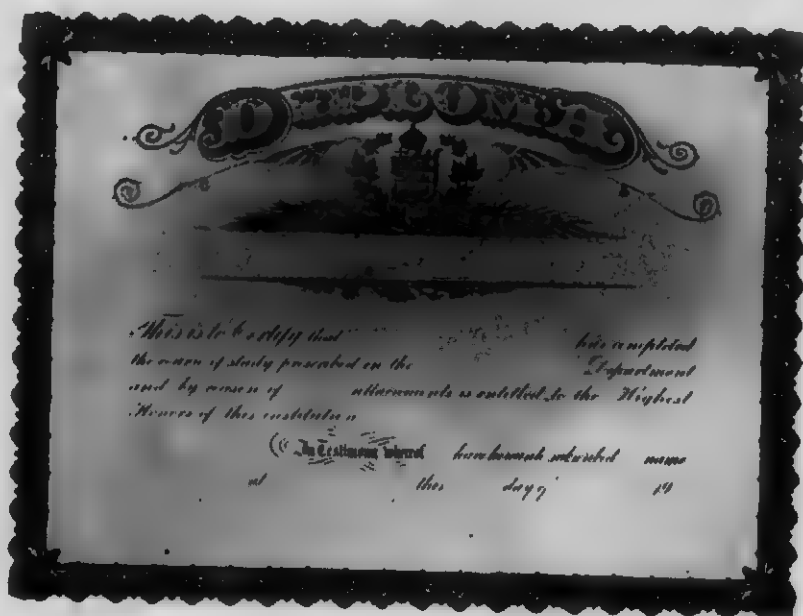 DIPLOMA
This is to Certify that has completed
the course of study prescribed in the Department
and by reason of attainments is entitled to the Highest
Honors of this institution
In Testimony whereof have hereunto subscribed name
at this day of 19